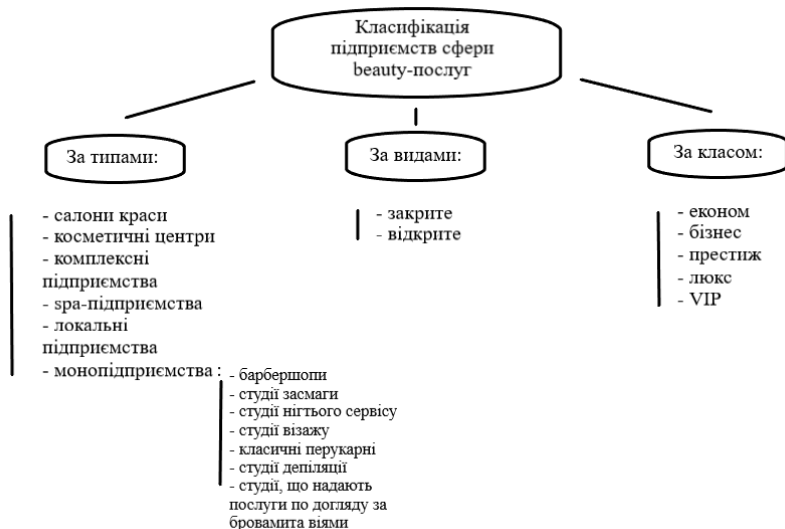 Класифікація
підприємств сфери
beauty-послуг
За типами:
- салони краси
- косметичні центри
- комплексні
підприємства
- spa-підприємства
- локальні
підприємства
- монопідприємства :
- барбершопи
- студії засмаги
- студії нігтього сервісу
- студії візажу
- класичні перукарні
- студії депіляції
- студії, що надають
послуги по догляду за
бровамита віями
За видами:
- закрите
- відкрите
За класом:
- економ
- бізнес
- престиж
- люкс
- VIP